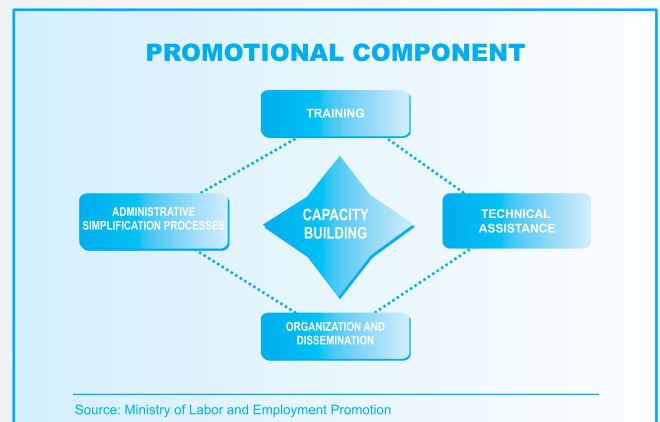 PROMOTIONAL COMPONENT
TRAINING
ADMINISTRATIVE
SIMPLIFICATION PROCESSES
CAPACITY
BUILDING
TECHNICAL
ASSISTANCE
ORGANIZATION AND
DISSEMINATION
Source: Ministry of Labor and Employment Promotion